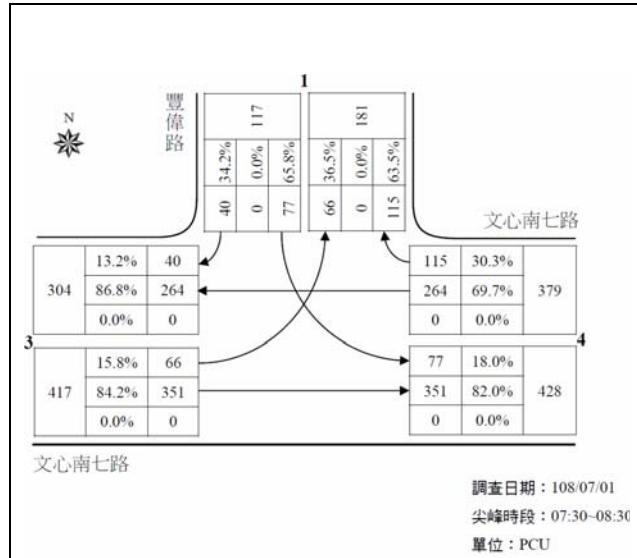 1
N
豐偉路
117
34.2% 0.0% 65.8%
40 0 77
181
36.5% 0.0% 63.5%
66 0 115
文心南七路
304
13.2% 40
86.8% 264
0.0% 0
115 30.3%
264 69.7%
0 0.0%
379
3
417
15.8% 66
84.2% 351
0.0% 0
4
77 18.0%
351 82.0%
0 0.0%
428
文心南七路
調查日期：108/07/01
尖峰時段：07:30~08:30
單位：PCU